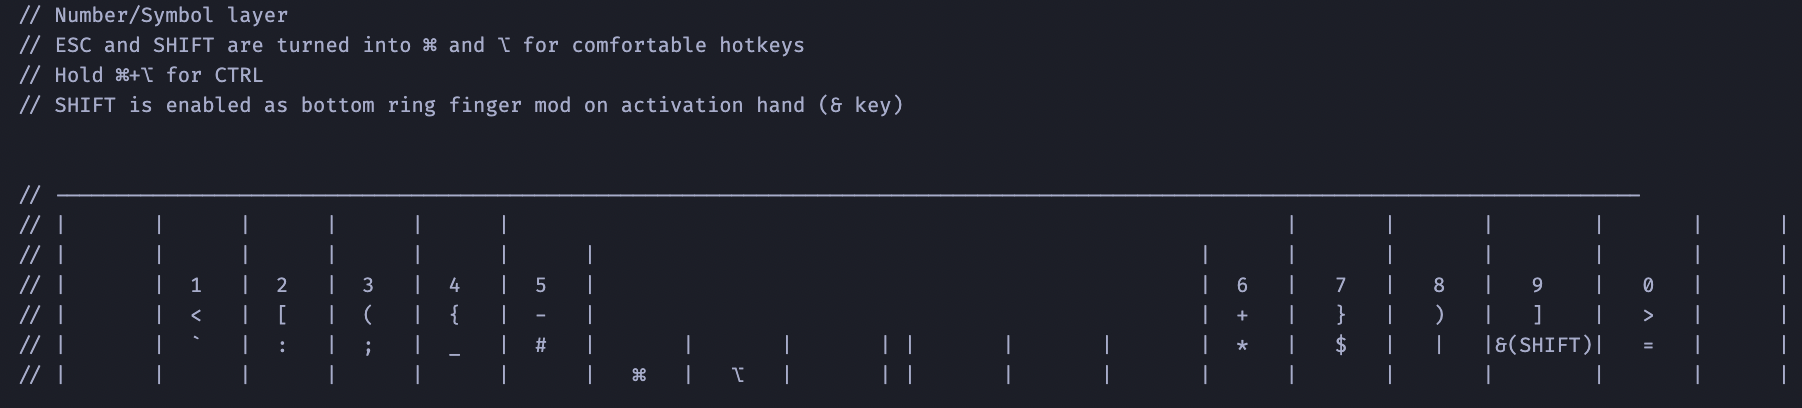 // Number/Symbol layer
// ESC and SHIFT are turned into ⌘ and ⌥ for comfortable hotkeys
// Hold ⌘+⌥ for CTRL
// SHIFT is enabled as bottom ring finger mod on activation hand (& key)
// ─────────────────────────────────────────────────────────────────────────────────────────────────────────────────────────────────
// |       |      |      |      |      |                                                               |       |       |        |       |      |
// |       |      |      |      |      |      |                                                 |      |       |       |        |       |      |
// |       |  1   |  2   |  3   |  4   |  5   |                                                 |  6   |   7   |   8   |   9    |   0   |      |
// |       |  <   |  [   |  (   |  {   |  -   |                                                 |  +   |   }   |   )   |   ]    |   >   |      |
// |       |  `   |  :   |  ;   |  _   |  #   |       |       |       | |       |       |       |  *   |   $   |   |   |&(SHIFT)|   =   |      |
// |       |      |      |      |      |      |   ⌘   |   ⌥   |       | |       |       |       |      |       |       |        |       |      |